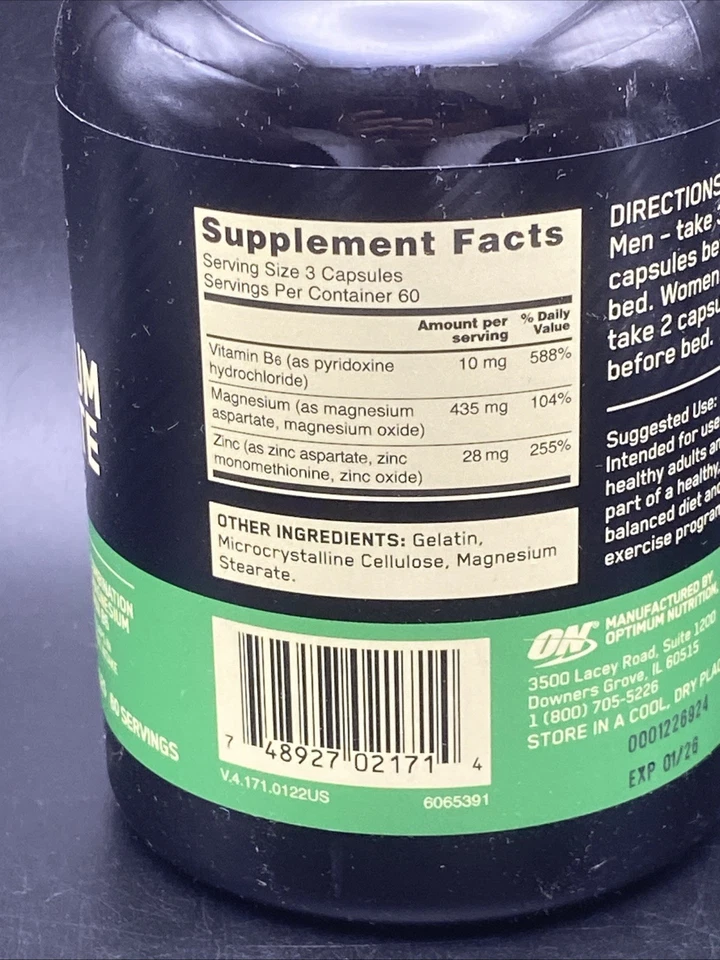 UM
TE
Supplement Facts
Serving Size 3 Capsules
Servings Per Container 60
Amount per
serving
% Daily
Value
Vitamin B6 (as pyridoxine
hydrochloride)
10 mg
588%
Magnesium (as magnesium
aspartate, magnesium oxide)
435 mg
104%
Zinc (as zinc aspartate, zinc
monomethionine, zinc oxide)
28 mg
255%
OTHER INGREDIENTS: Gelatin,
Microcrystalline Cellulose, Magnesium
Stearate.
DIRECTIONS
Men – take 3
capsules be
bed. Women
take 2 capsu
before bed.
Suggested Use:
Intended for use
healthy adults a
part of a healthy,
balanced diet and
exercise program
60 SERVINGS
7 48927 02171 4
V.4.171.0122US
6065391
ON
MANUFACTURED BY
OPTIMUM NUTRITION,
3500 Lacey Road, Suite 1200
Downers Grove, IL 60515
1 (800) 705-5226
STORE IN A COOL, DRY PLA
0001226924
EXP 01/26